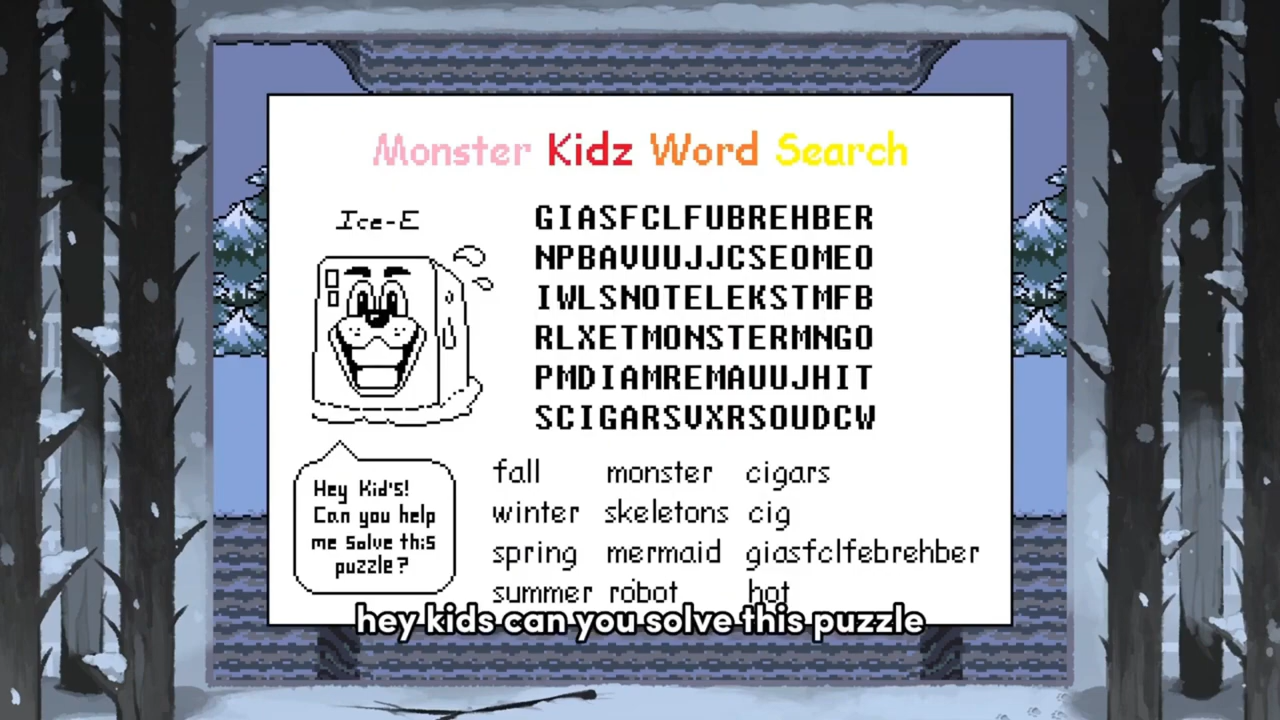 Monster Kidz Word Search
Ice-E
GIASFCLFUBREHBER
NPBAVUUJJCSEOMEO
IWLSNOTELEKSTMFB
RLXETMONSTERMNGO
PMDIAMREMAUUJHIT
SCIGARSVXRSOUDCW
Hey Kid's!
Can you help
me solve this
puzzle?
fall monster cigars
winter skeletons cig
spring mermaid giasfclfebrehber
summer robot hot
hey kids can you solve this puzzle